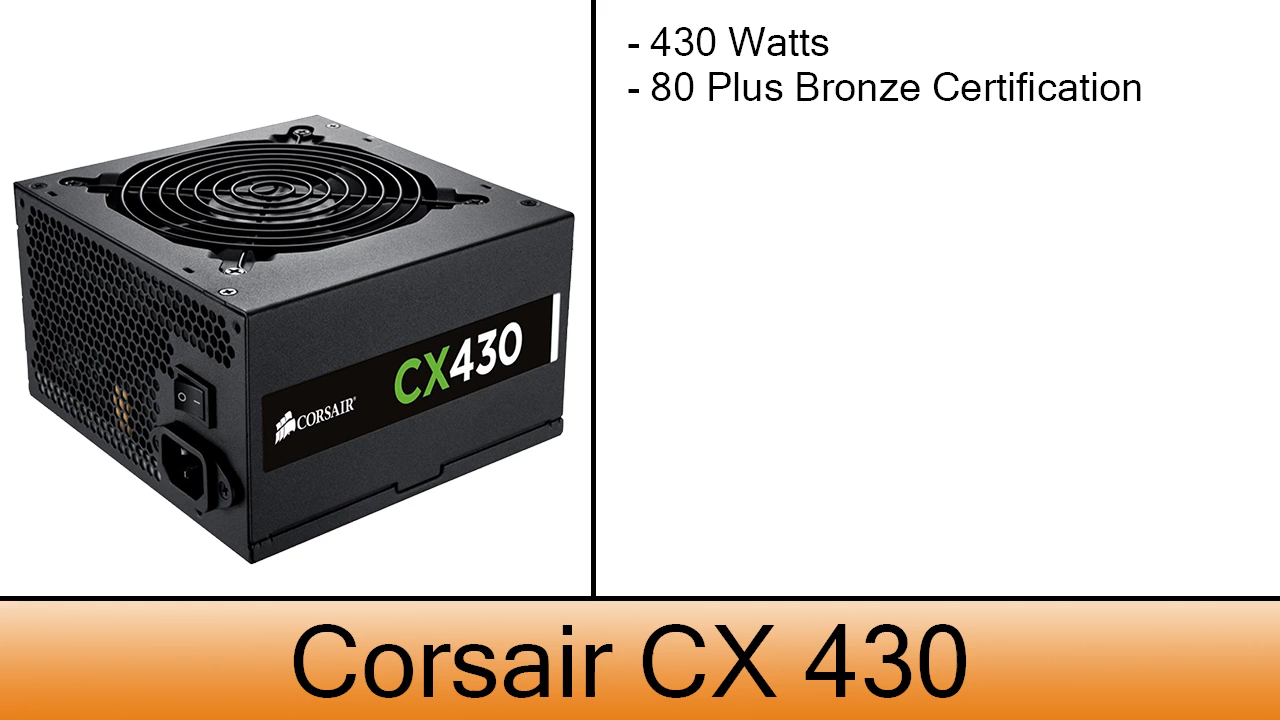 - 430 Watts
- 80 Plus Bronze Certification
CX430
CORSAIR
Corsair CX 430